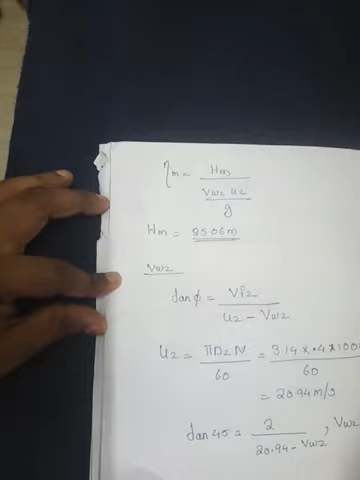 ηm = Hm / (Vw2 u2 / g)
Hm = 25.06m
Vw2
tanφ = Vf2 / (u2 - Vw2)
u2 = πD2N / 60 = 3.14 x .4 x 1000 / 60
= 20.94 m/s
tan 45 = 2 / (20.94 - Vw2) , Vw2